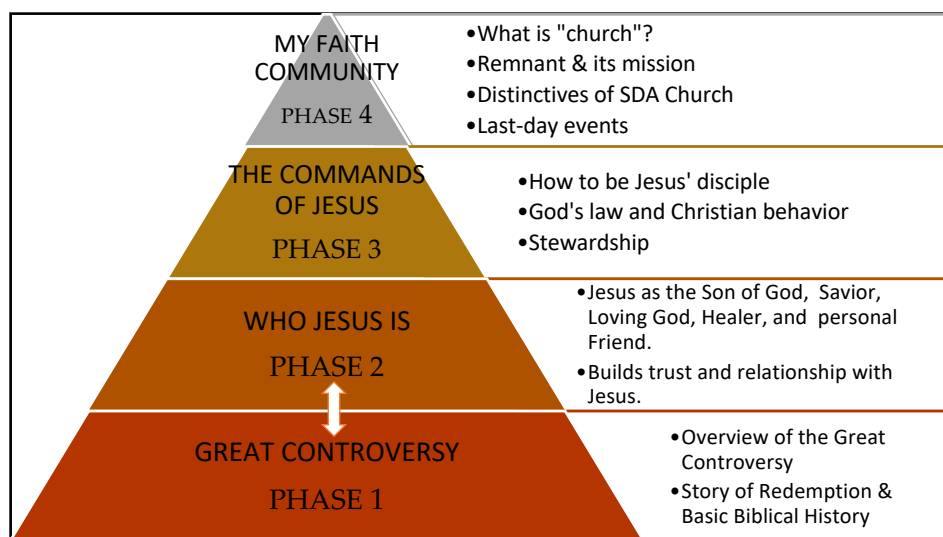 MY FAITH
COMMUNITY
PHASE 4
•What is "church"?
•Remnant & its mission
•Distinctives of SDA Church
•Last-day events
THE COMMANDS
OF JESUS
PHASE 3
•How to be Jesus' disciple
•God's law and Christian behavior
•Stewardship
WHO JESUS IS
PHASE 2
•Jesus as the Son of God,  Savior,
Loving God, Healer, and  personal
Friend.
•Builds trust and relationship with
Jesus.
GREAT CONTROVERSY
PHASE 1
•Overview of the Great
Controversy
•Story of Redemption &
Basic Biblical History